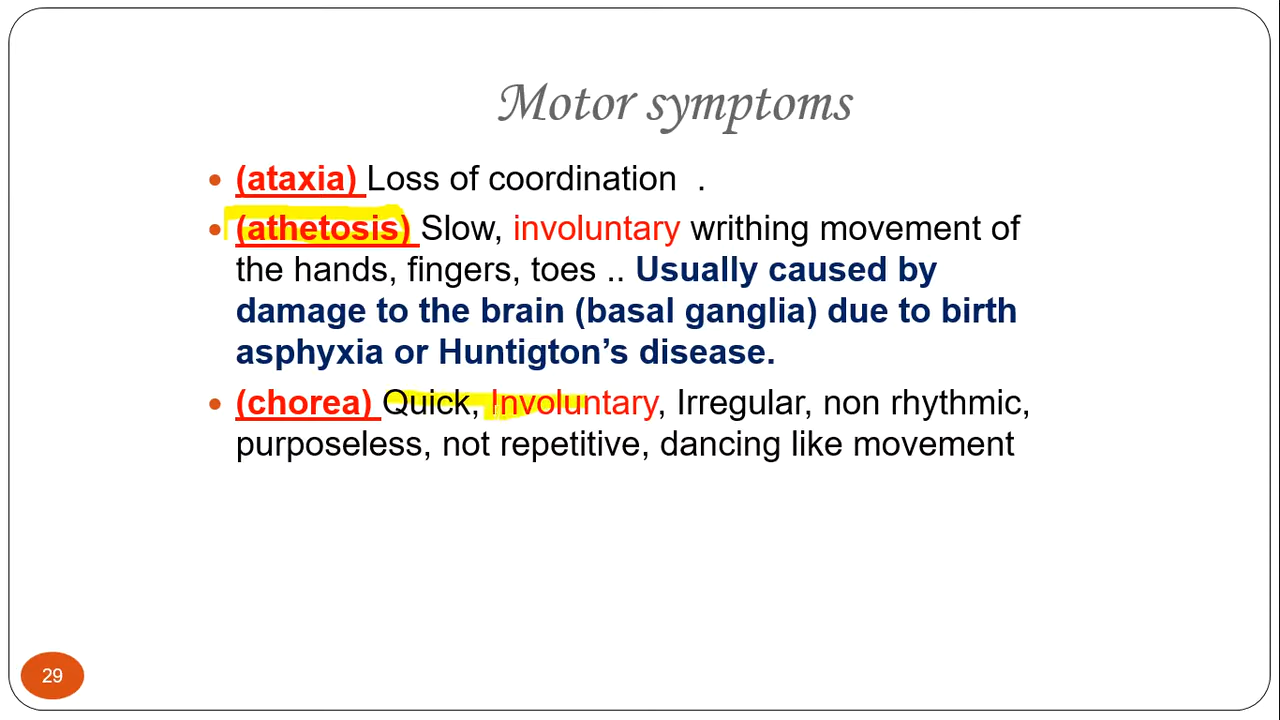 Motor symptoms
• (ataxia) Loss of coordination .
• (athetosis) Slow, involuntary writhing movement of
the hands, fingers, toes .. Usually caused by
damage to the brain (basal ganglia) due to birth
asphyxia or Huntigton’s disease.
• (chorea) Quick, Involuntary, Irregular, non rhythmic,
purposeless, not repetitive, dancing like movement
29